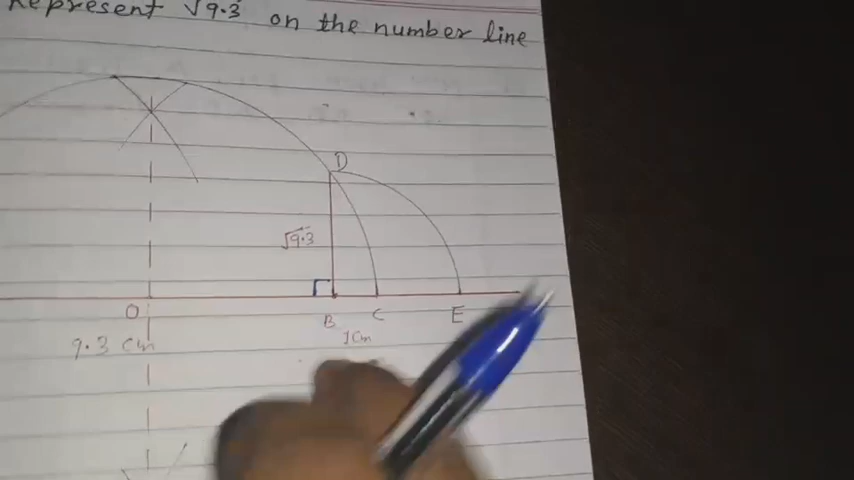 Represent √9.3 on the number line
D
√9.3
O B C E
9.3 cm 1cm